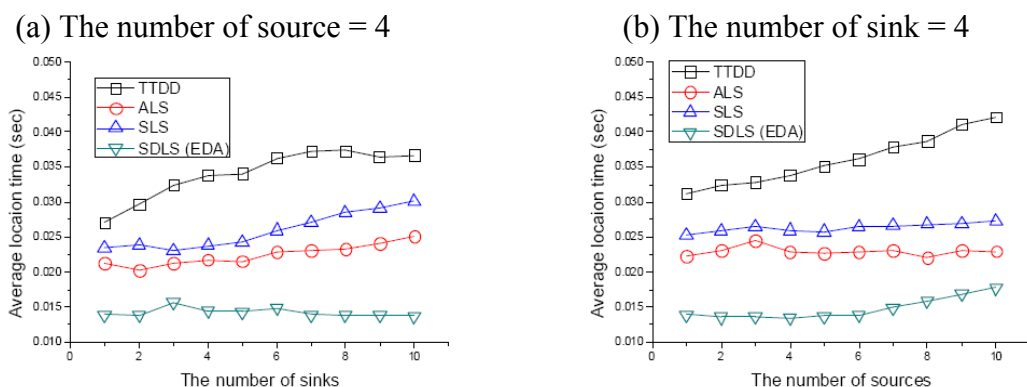 (a) The number of source = 4
(b) The number of sink = 4
0.050
0.045
0.040
0.035
0.030
0.025
0.020
0.015
0.010
Average locaion time (sec)
TTDD
ALS
SLS
SDLS (EDA)
0 2 4 6 8 10
The number of sinks
0.050
0.045
0.040
0.035
0.030
0.025
0.020
0.015
0.010
Average locaion time (sec)
TTDD
ALS
SLS
SDLS (EDA)
0 2 4 6 8 10
The number of sources